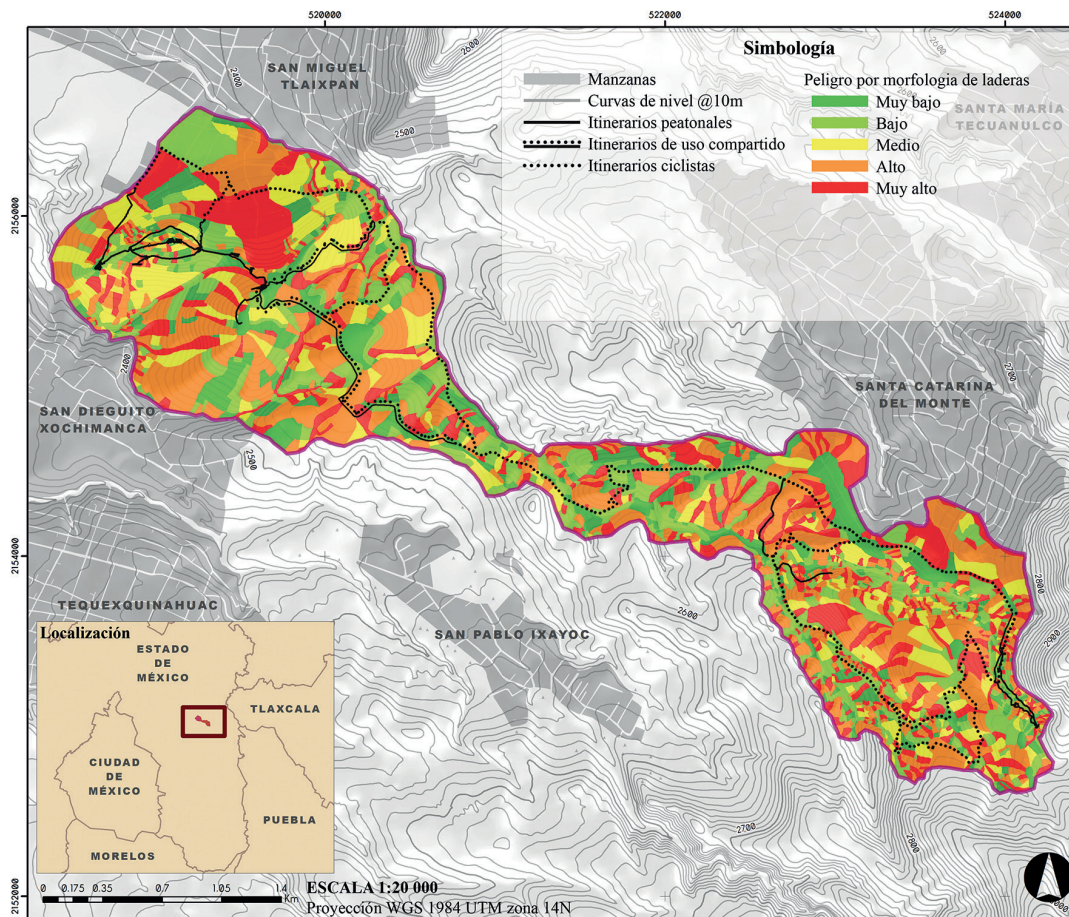 520000
522000
524000
2156000
2154000
2152000
Simbología
Manzanas
Curvas de nivel @10m
Itinerarios peatonales
Itinerarios de uso compartido
Itinerarios ciclistas
Peligro por morfologia de laderas
Muy bajo
Bajo
Medio
Alto
Muy alto
SAN MIGUEL
TLAIXPAN
SANTA MARÍA
TECUANULCO
2400
2600
2500
2600
2400
SAN DIEGUITO
XOCHIMANCA
2500
SANTA CATARINA
DEL MONTE
2700
TEQUEXQUINAHUAC
SAN PABLO IXAYOC
2600
2800
2900
2700
2800
Localización
ESTADO
DE
MÉXICO
TLAXCALA
CIUDAD
DE
MÉXICO
PUEBLA
MORELOS
0 0.175 0.35 0.7 1.05 1.4
Km
ESCALA 1:20 000
Proyección WGS 1984 UTM zona 14N